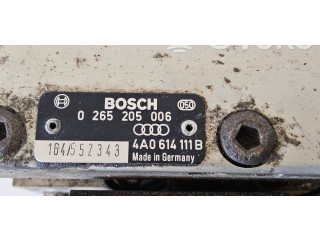 BOSCH 050
0 265 205 006
164/552343 4A0 614 111 B
Made in Germany